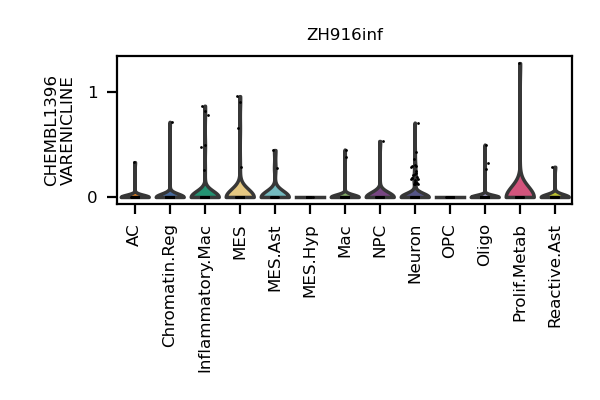 ZH916inf
CHEMBL1396
VARENICLINE
1
0
AC
Chromatin.Reg
Inflammatory.Mac
MES
MES.Ast
MES.Hyp
Mac
NPC
Neuron
OPC
Oligo
Prolif.Metab
Reactive.Ast